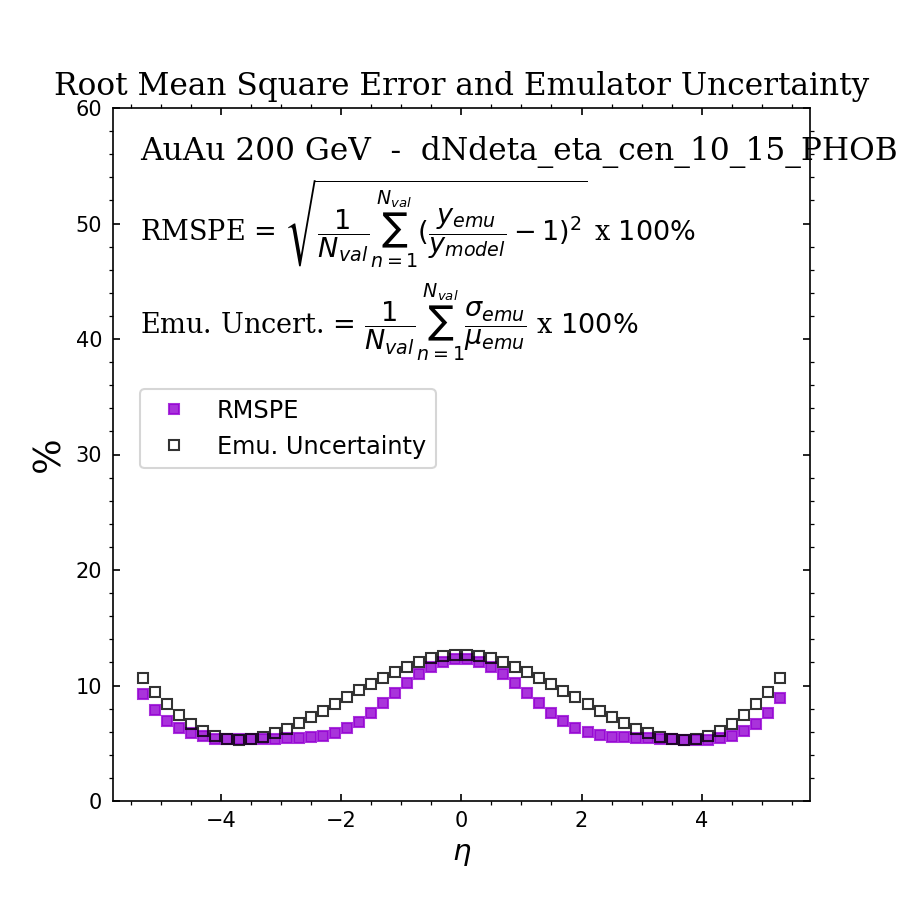 Root Mean Square Error and Emulator Uncertainty
60
AuAu 200 GeV - dNdeta_eta_cen_10_15_PHOB
50
RMSPE = √(1/N_val ∑_{n=1}^{N_val} (y_emu/y_model − 1)²) x 100%
Emu. Uncert. = 1/N_val ∑_{n=1}^{N_val} σ_emu/μ_emu x 100%
40
RMSPE
Emu. Uncertainty
%
30
20
10
0
−4 −2 0 2 4
η